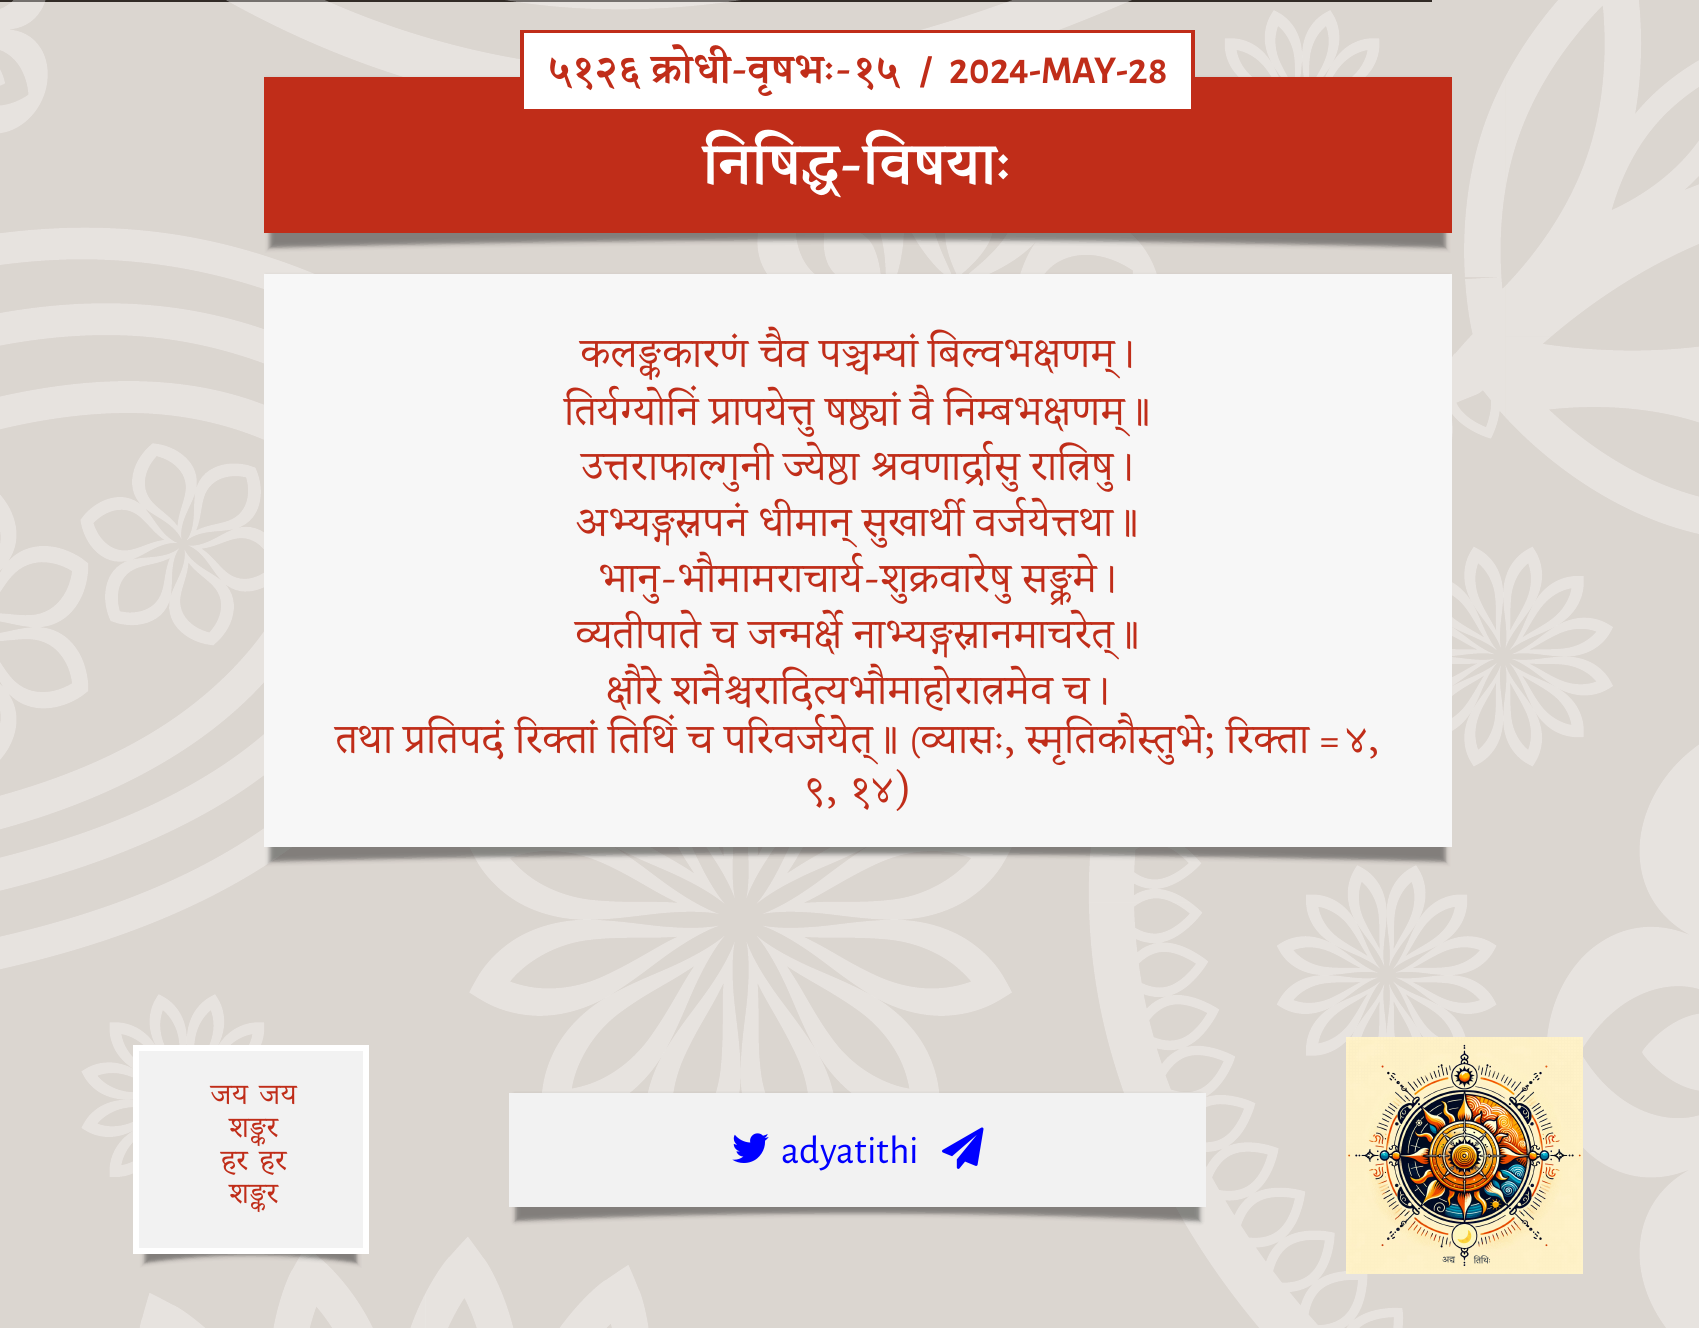 ५१२६ क्रोधी-वृषभः-१५ / 2024-MAY-28
निषिद्ध-विषयाः
कलङ्ककारणं चैव पञ्चम्यां बिल्वभक्षणम्।
तिर्यग्योनिं प्रापयेत्तु षष्ठ्यां वै निम्बभक्षणम्॥
उत्तराफाल्गुनी ज्येष्ठा श्रवणार्द्रासु रात्रिषु।
अभ्यङ्गस्नपनं धीमान् सुखार्थी वर्जयेत्तथा॥
भानु-भौमामराचार्य-शुक्रवारेषु सङ्क्रमे।
व्यतीपाते च जन्मर्क्षे नाभ्यङ्गस्नानमाचरेत्॥
क्षौरे शनैश्चरादित्यभौमाहोरात्रमेव च।
तथा प्रतिपदं रिक्तां तिथिं च परिवर्जयेत्॥ (व्यासः, स्मृतिकौस्तुभे; रिक्ता = ४,
९, १४)
जय जय
शङ्कर
हर हर
शङ्कर
adyatithi
अद्य तिथिः